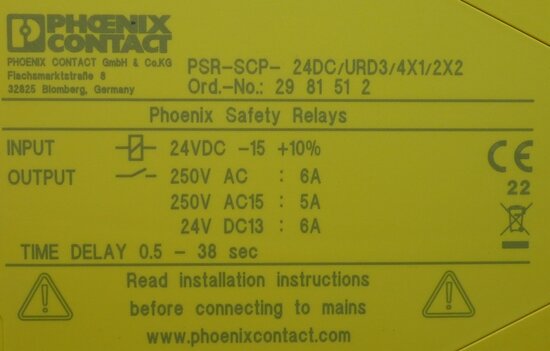 PHOENIX
CONTACT
PHOENIX CONTACT GmbH & Co.KG
Flachsmarktstraße 8
32825 Blomberg, Germany
PSR-SCP- 24DC/URD3/4X1/2X2
Ord.-No.: 29 81 51 2
Phoenix Safety Relays
INPUT 24VDC -15 +10%
OUTPUT 250V AC : 6A
250V AC15 : 5A
24V DC13 : 6A
CE
22
TIME DELAY 0.5 - 38 sec
Read installation instructions
before connecting to mains
www.phoenixcontact.com